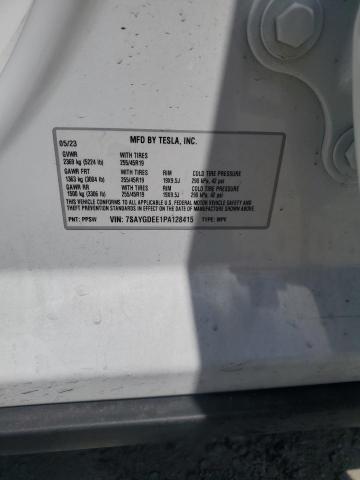 05/23 MFD BY TESLA, INC.
GVWR WITH TIRES
2369 kg (5224 lb) 255/45R19
GAWR FRT WITH TIRES RIM COLD TIRE PRESSURE
1363 kg (3004 lb) 255/45R19 19X9.5J 290 kPa, 42 psi
GAWR RR WITH TIRES RIM COLD TIRE PRESSURE
1500 kg (3306 lb) 255/45R19 19X9.5J 290 kPa, 42 psi
THIS VEHICLE CONFORMS TO ALL APPLICABLE U.S. FEDERAL MOTOR VEHICLE SAFETY AND
THEFT PREVENTION STANDARDS IN EFFECT ON THE DATE OF MANUFACTURE SHOWN ABOVE.
PNT: PPSW VIN: 7SAYGDEE1PA128415 TYPE: MPV